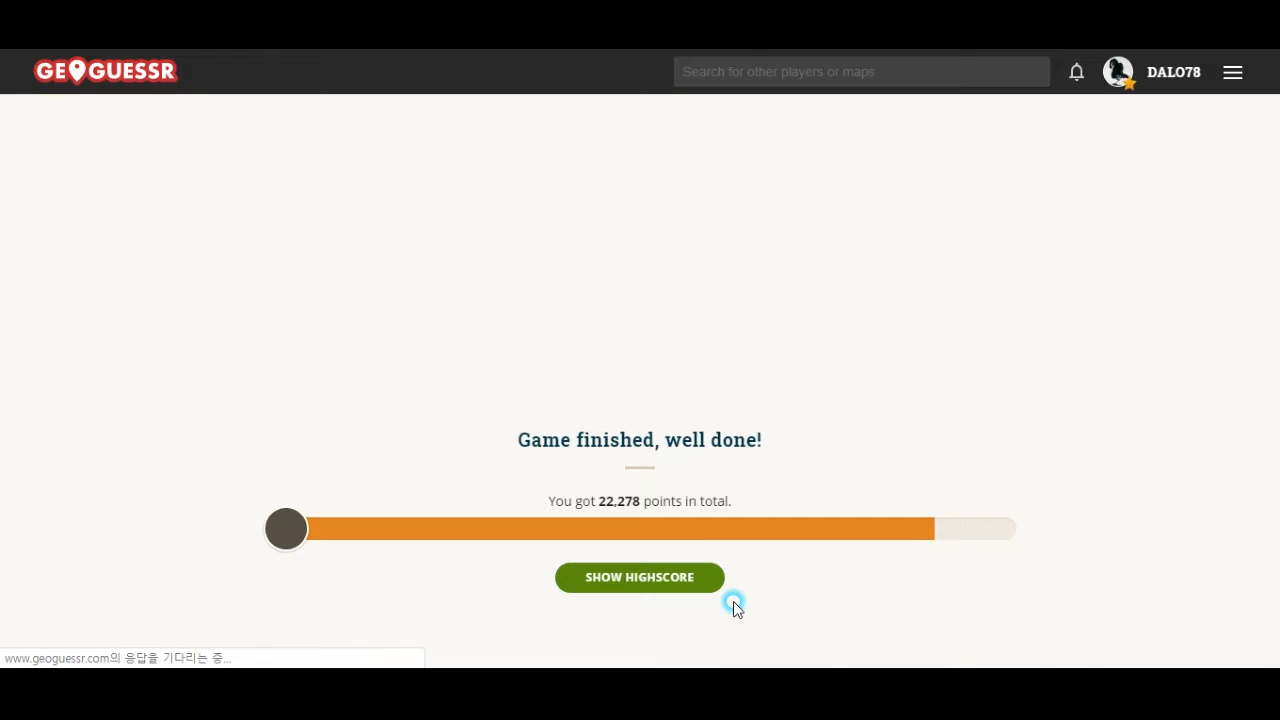 GEOGUESSR
Search for other players or maps
DALO78
Game finished, well done!
You got 22,278 points in total.
SHOW HIGHSCORE
www.geoguessr.com의 응답을 기다리는 중...